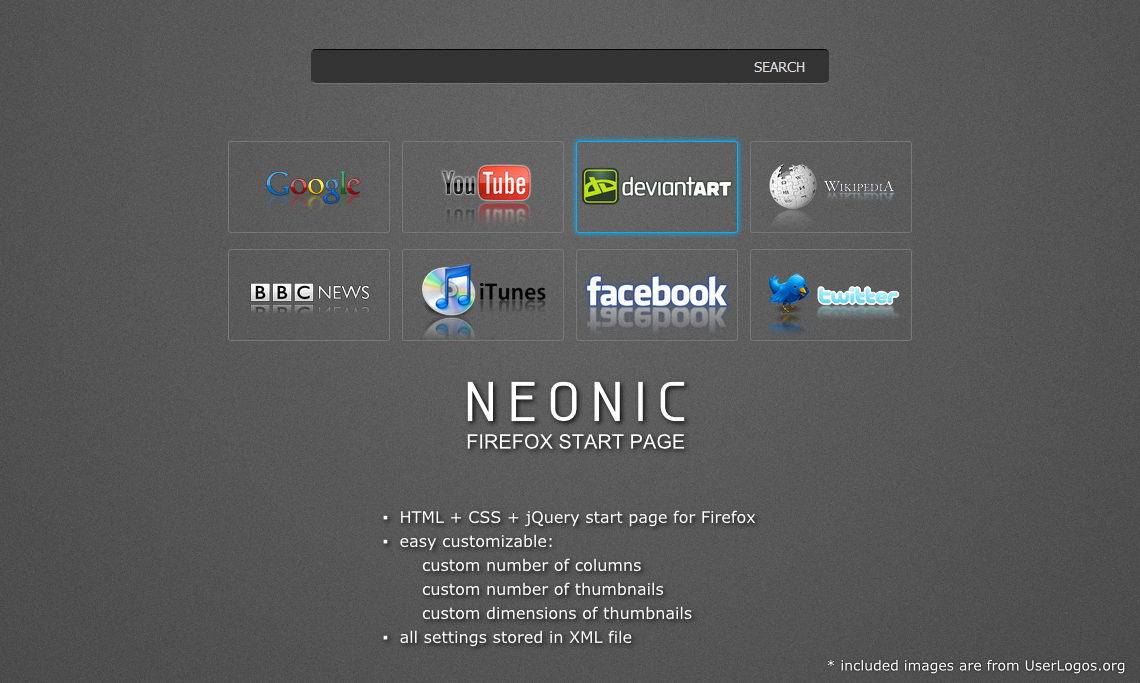 SEARCH
Google
YouTube
deviantART
WIKIPEDIA
BBC NEWS
iTunes
facebook
twitter
NEONIC
FIREFOX START PAGE
▪ HTML + CSS + jQuery start page for Firefox
▪ easy customizable:
custom number of columns
custom number of thumbnails
custom dimensions of thumbnails
▪ all settings stored in XML file
* included images are from UserLogos.org